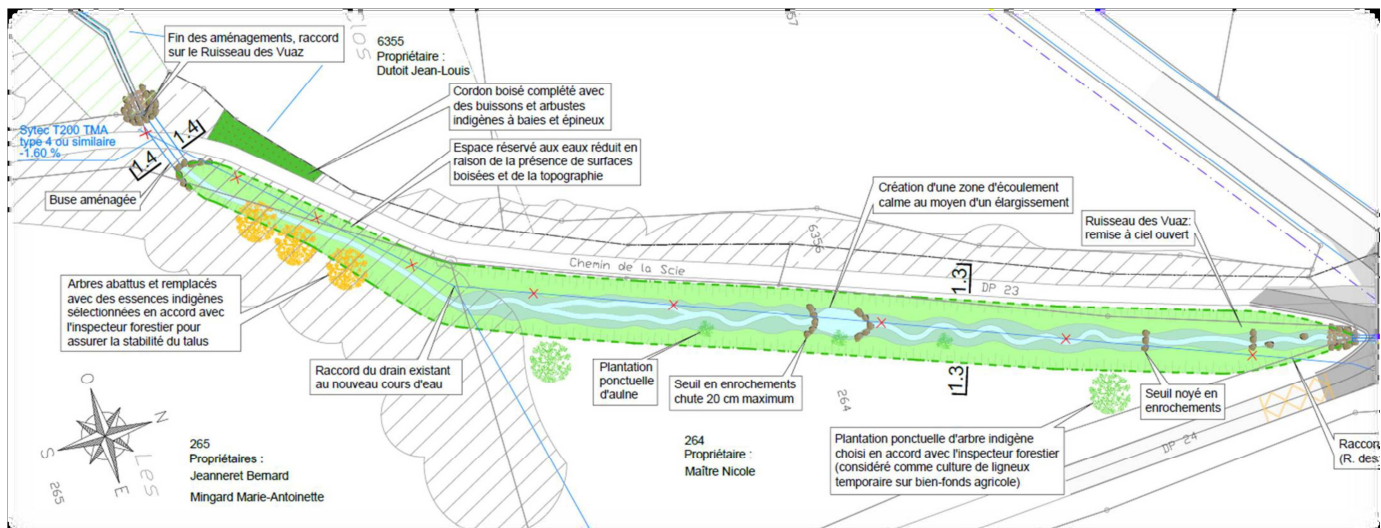 Fin des aménagements, raccord
sur le Ruisseau des Vuaz
clos
6355
Propriétaire :
Dutoit Jean-Louis
57
Cordon boisé complété avec
des buissons et arbustes
indigènes à baies et épineux
Sytec T200 TMA
type 4 ou similaire
-1.60 %
1.4
1.4
Espace réservé aux eaux réduit en
raison de la présence de surfaces
boisées et de la topographie
Buse aménagée
Création d'une zone d'écoulement
calme au moyen d'un élargissement
Ruisseau des Vuaz:
remise à ciel ouvert
6356
Chemin de la Scie
1.3
DP 23
Arbres abattus et remplacés
avec des essences indigènes
sélectionnées en accord avec
l'inspecteur forestier pour
assurer la stabilité du talus
Raccord du drain existant
au nouveau cours d'eau
Plantation
ponctuelle
d'aulne
Seuil en enrochements
chute 20 cm maximum
264
1.3
Seuil noyé en
enrochements
O
N
S
E
Les
265
265
Propriétaires :
Jeanneret Bernard
Mingard Marie-Antoinette
264
Propriétaire :
Maître Nicole
Plantation ponctuelle d'arbre indigène
choisi en accord avec l'inspecteur forestier
(considéré comme culture de ligneux
temporaire sur bien-fonds agricole)
DP 24
Raccor
(R. des